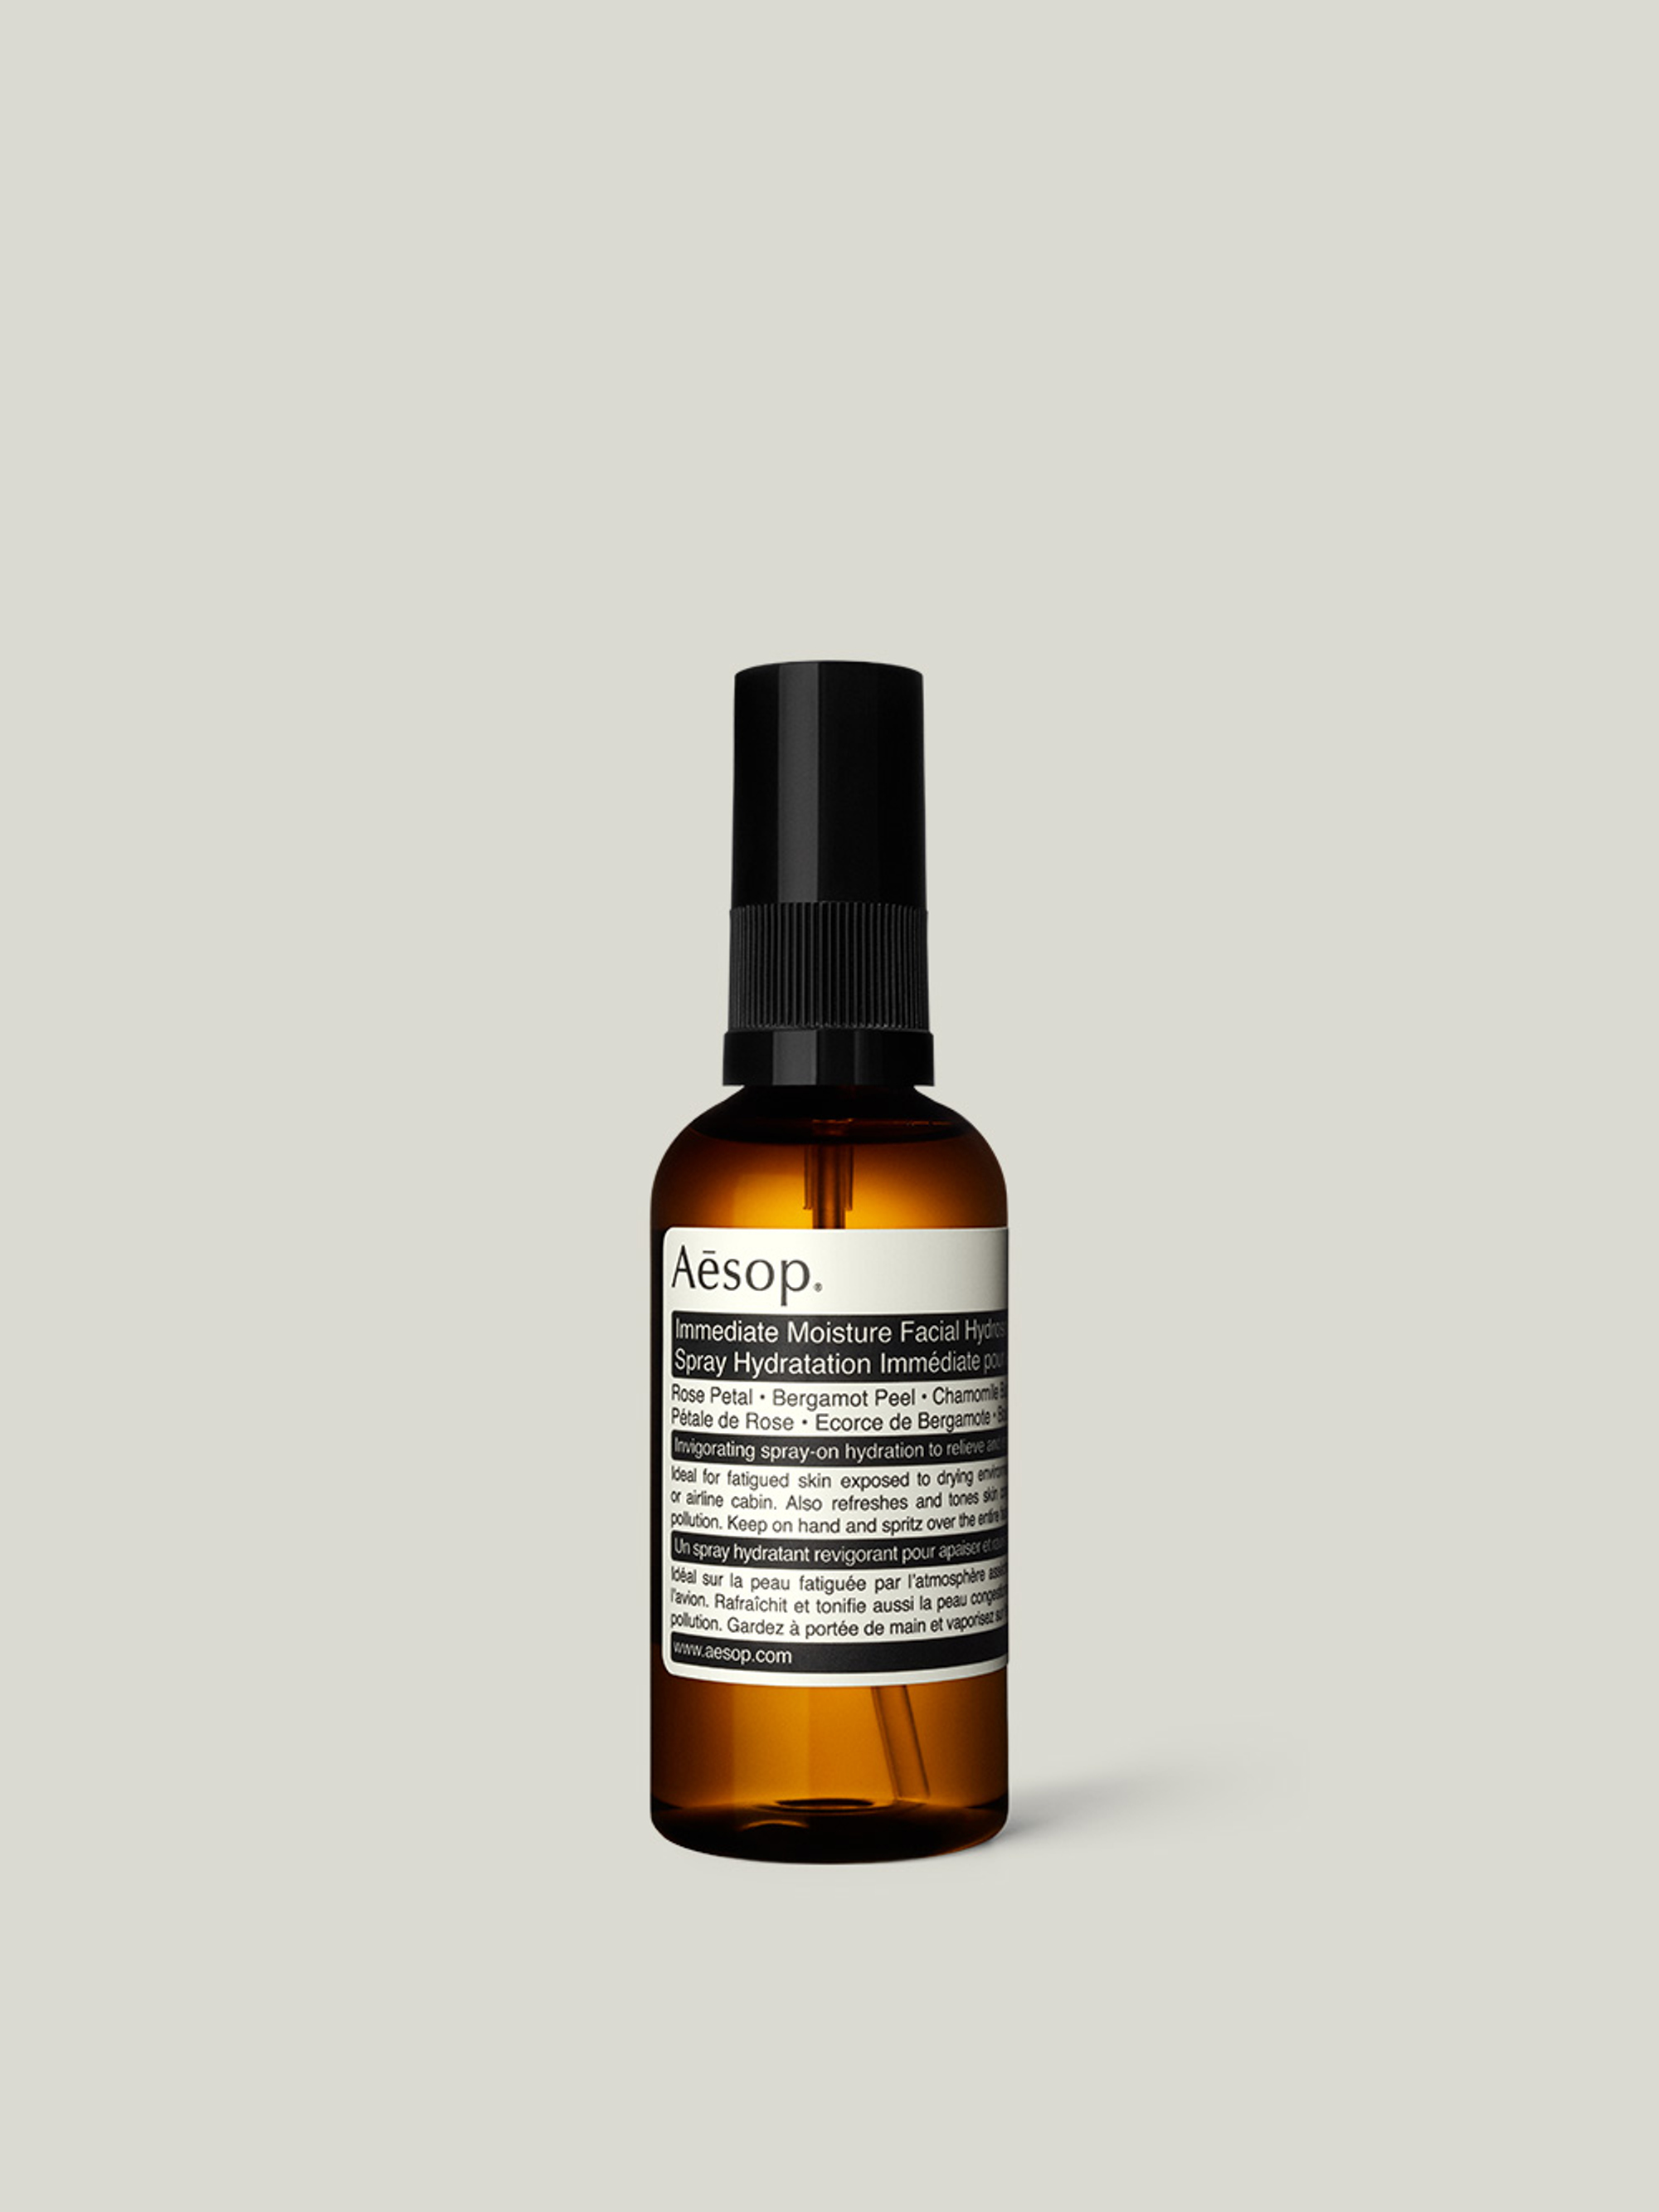 Aēsop.®
Immediate Moisture Facial
Spray Hydratation Immédiate pour
Rose Petal • Bergamot Peel • Chamomile
Pétale de Rose • Ecorce de Bergamote •
Invigorating spray-on hydration to relieve and
Ideal for fatigued skin exposed to drying
or airline cabin. Also refreshes and tones skin
pollution. Keep on hand and spritz over the entire
Un spray hydratant revigorant pour apaiser et
Idéal sur la peau fatiguée par l'atmosphère
l'avion. Rafraîchit et tonifie aussi la peau
pollution. Gardez à portée de main et vaporisez
www.aesop.com